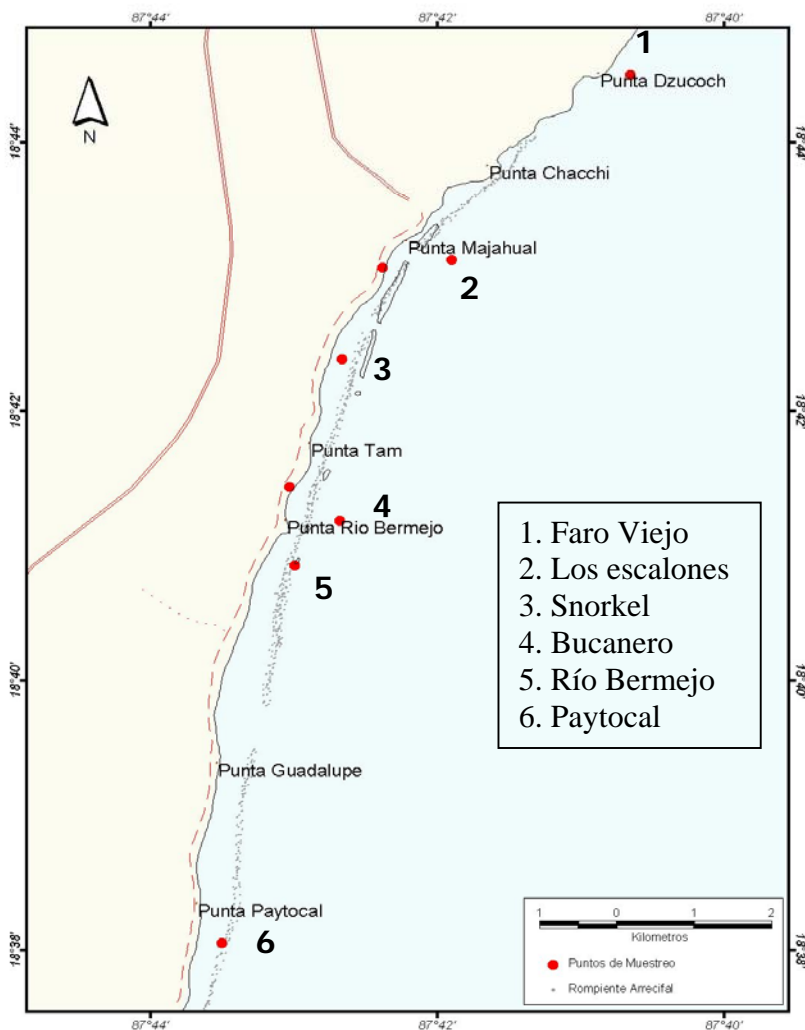 87°44'
87°42'
87°40'
1
Punta Dzucoch
N
18°44'
18°44'
Punta Chacchi
Punta Majahual
2
3
18°42'
18°42'
Punta Tam
4
Punta Rio Bermejo
5
1. Faro Viejo
2. Los escalones
3. Snorkel
4. Bucanero
5. Río Bermejo
6. Paytocal
18°40'
18°40'
Punta Guadalupe
Punta Paytocal
6
18°38'
18°38'
1 0 1 2
Kilometros
Puntos de Muestreo
Rompiente Arrecifal
87°44'
87°42'
87°40'